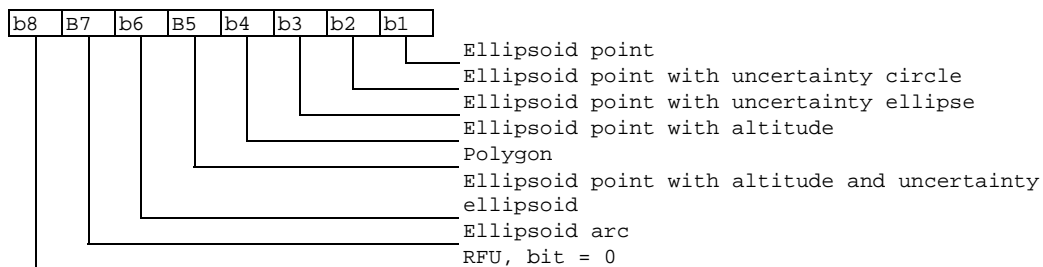 b8 B7 b6 B5 b4 b3 b2 b1
Ellipsoid point
Ellipsoid point with uncertainty circle
Ellipsoid point with uncertainty ellipse
Ellipsoid point with altitude
Polygon
Ellipsoid point with altitude and uncertainty
ellipsoid
Ellipsoid arc
RFU, bit = 0